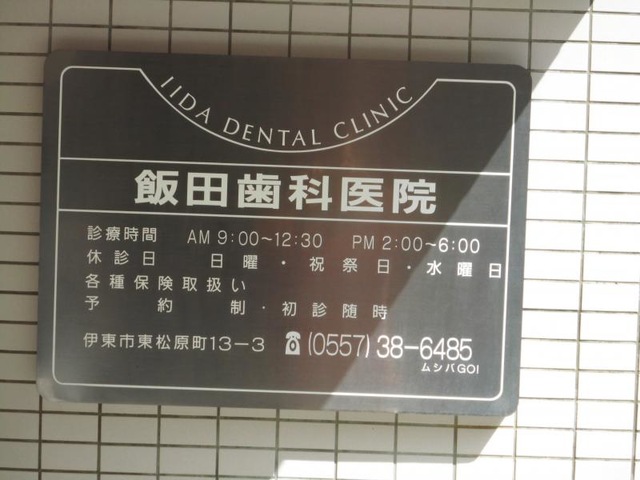 IIDA DENTAL CLINIC
飯田歯科医院
診療時間 AM 9:00~12:30 PM 2:00~6:00
休診日 日曜・祝祭日・水曜日
各種保険取扱い
予約制・初診随時
伊東市東松原町13-3 ☎(0557)38-6485
ムシバGO!